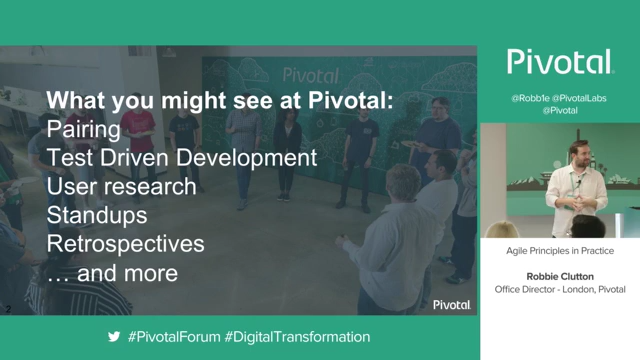 What you might see at Pivotal:
Pairing
Test Driven Development
User research
Standups
Retrospectives
… and more
Pivotal
Pivotal
2
#PivotalForum #DigitalTransformation
Pivotal
@Robb1e @PivotalLabs
@Pivotal
Agile Principles in Practice
Robbie Clutton
Office Director - London, Pivotal